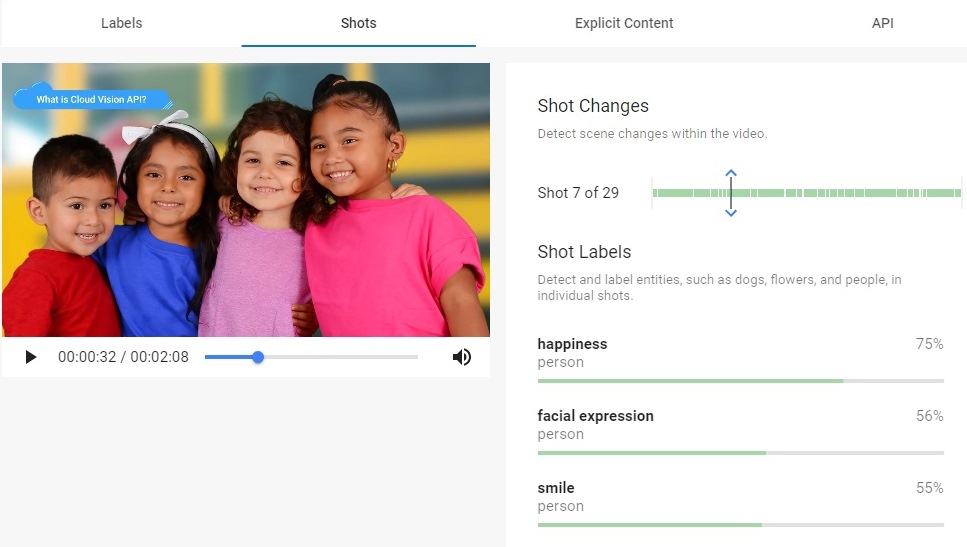 Labels
Shots
Explicit Content
API
What is Cloud Vision API?
Shot Changes
Detect scene changes within the video.
Shot 7 of 29
Shot Labels
Detect and label entities, such as dogs, flowers, and people, in
individual shots.
00:00:32 / 00:02:08
happiness 75%
person
facial expression 56%
person
smile 55%
person